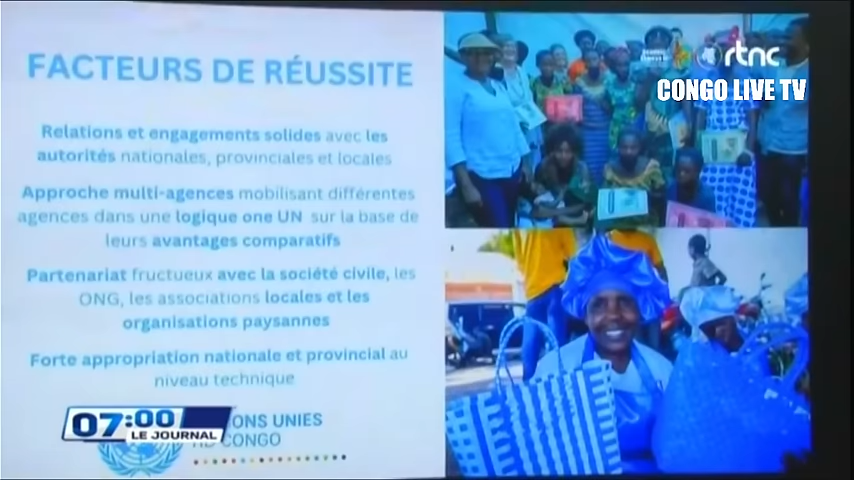 FACTEURS DE RÉUSSITE
Relations et engagements solides avec les
autorités nationales, provinciales et locales
Approche multi-agences mobilisant différentes
agences dans une logique one UN sur la base de
leurs avantages comparatifs
Partenariat fructueux avec la société civile, les
ONG, les associations locales et les
organisations paysannes
Forte appropriation nationale et provincial au
niveau technique
ONS UNIES
CONGO
07:00
LE JOURNAL
rtnc
CONGO LIVE TV